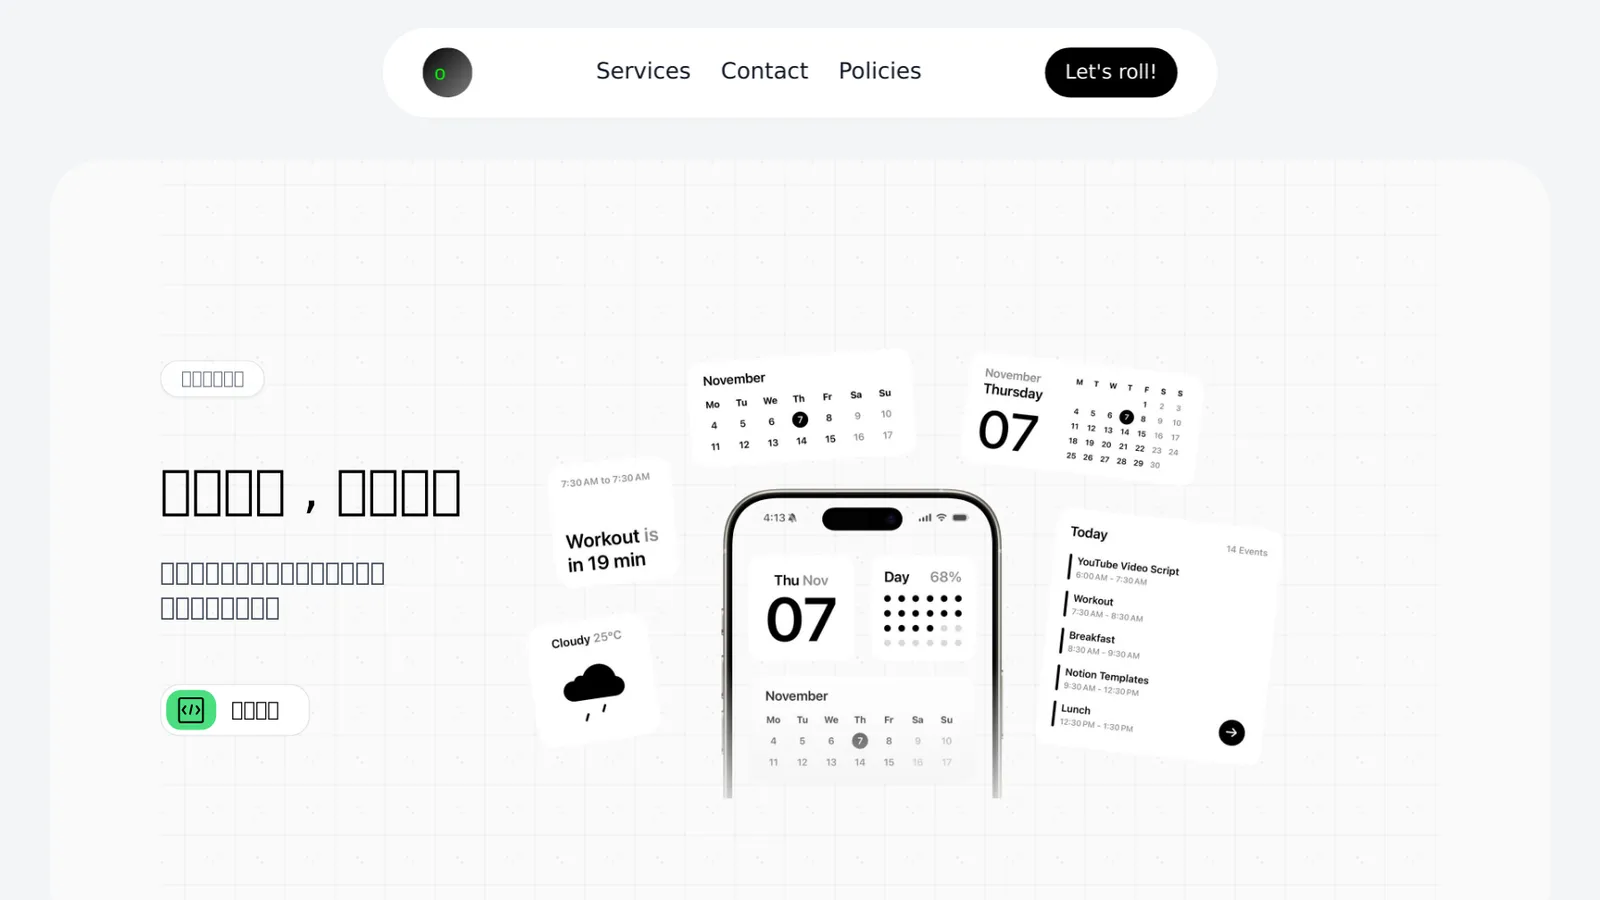 o
Services
Contact
Policies
Let's roll!
November
Mo Tu We Th Fr Sa Su
4 5 6 7 8 9 10
11 12 13 14 15 16 17
November
Thursday
07
M T W T F S S
1 2 3
4 5 6 7 8 9 10
11 12 13 14 15 16 17
18 19 20 21 22 23 24
25 26 27 28 29 30
7:30 AM to 7:30 AM
Workout is
in 19 min
Cloudy 25°C
4:13
Thu Nov
07
Day 68%
November
Mo Tu We Th Fr Sa Su
4 5 6 7 8 9 10
11 12 13 14 15 16 17
Today
14 Events
YouTube Video Script
6:00 AM - 7:30 AM
Workout
7:30 AM - 8:30 AM
Breakfast
8:30 AM - 9:30 AM
Notion Templates
9:30 AM - 12:30 PM
Lunch
12:30 PM - 1:30 PM